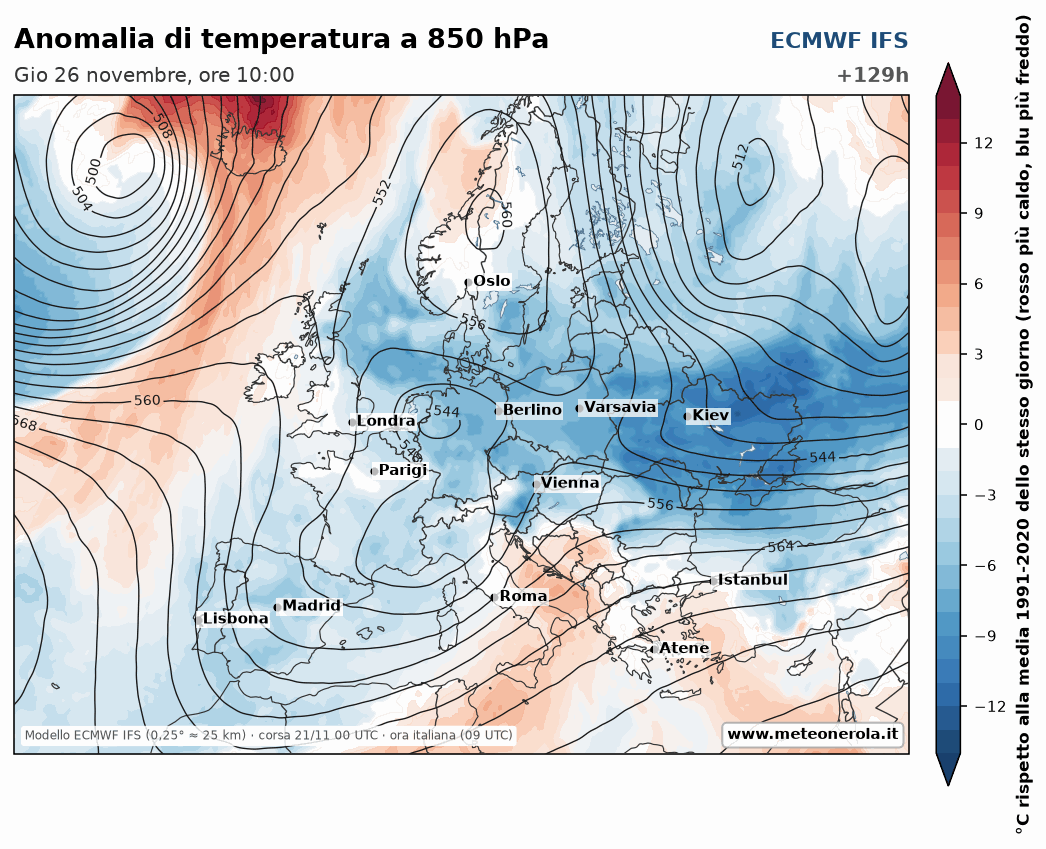 Anomalia di temperatura a 850 hPa
ECMWF IFS
Gio 26 novembre, ore 10:00
+129h
508
500
504
552
560
512
Oslo
556
560
568
544
Londra
Berlino
Varsavia
Kiev
548
Parigi
544
Vienna
556
564
Istanbul
Roma
Madrid
Lisbona
Atene
Modello ECMWF IFS (0,25° ≈ 25 km) · corsa 21/11 00 UTC · ora italiana (09 UTC)
www.meteonerola.it
12
9
6
3
0
−3
−6
−9
−12
°C rispetto alla media 1991-2020 dello stesso giorno (rosso più caldo, blu più freddo)